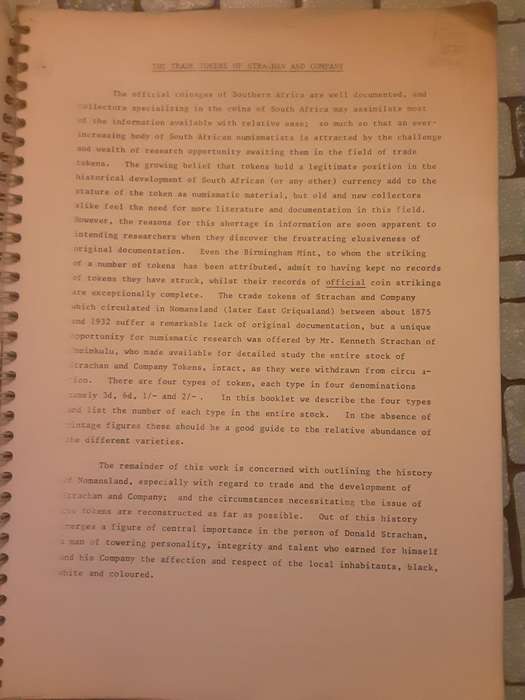 THE TRADE TOKENS OF STRACHAN AND COMPANY
The official coinages of Southern Africa are well documented, and
collectors specializing in the coins of South Africa may assimilate most
of the information available with relative ease; so much so that an ever-
increasing body of South African numismatists is attracted by the challenge
and wealth of research opportunity awaiting them in the field of trade
tokens. The growing belief that tokens hold a legitimate position in the
historical development of South African (or any other) currency add to the
stature of the token as numismatic material, but old and new collectors
alike feel the need for more literature and documentation in this field.
However, the reasons for this shortage in information are soon apparent to
intending researchers when they discover the frustrating elusiveness of
original documentation. Even the Birmingham Mint, to whom the striking
of a number of tokens has been attributed, admit to having kept no records
of tokens they have struck, whilst their records of official coin strikings
are exceptionally complete. The trade tokens of Strachan and Company
which circulated in Nomansland (later East Griqualand) between about 1875
and 1932 suffer a remarkable lack of original documentation, but a unique
opportunity for numismatic research was offered by Mr. Kenneth Strachan of
Umzimkulu, who made available for detailed study the entire stock of
Strachan and Company Tokens, intact, as they were withdrawn from circu a-
tion. There are four types of token, each type in four denominations
namely 3d, 6d, 1/- and 2/- . In this booklet we describe the four types
and list the number of each type in the entire stock. In the absence of
mintage figures these should be a good guide to the relative abundance of
the different varieties.
The remainder of this work is concerned with outlining the history
of Nomansland, especially with regard to trade and the development of
Strachan and Company; and the circumstances necessitating the issue of
the tokens are reconstructed as far as possible. Out of this history
emerges a figure of central importance in the person of Donald Strachan,
a man of towering personality, integrity and talent who earned for himself
and his Company the affection and respect of the local inhabitants, black,
white and coloured.